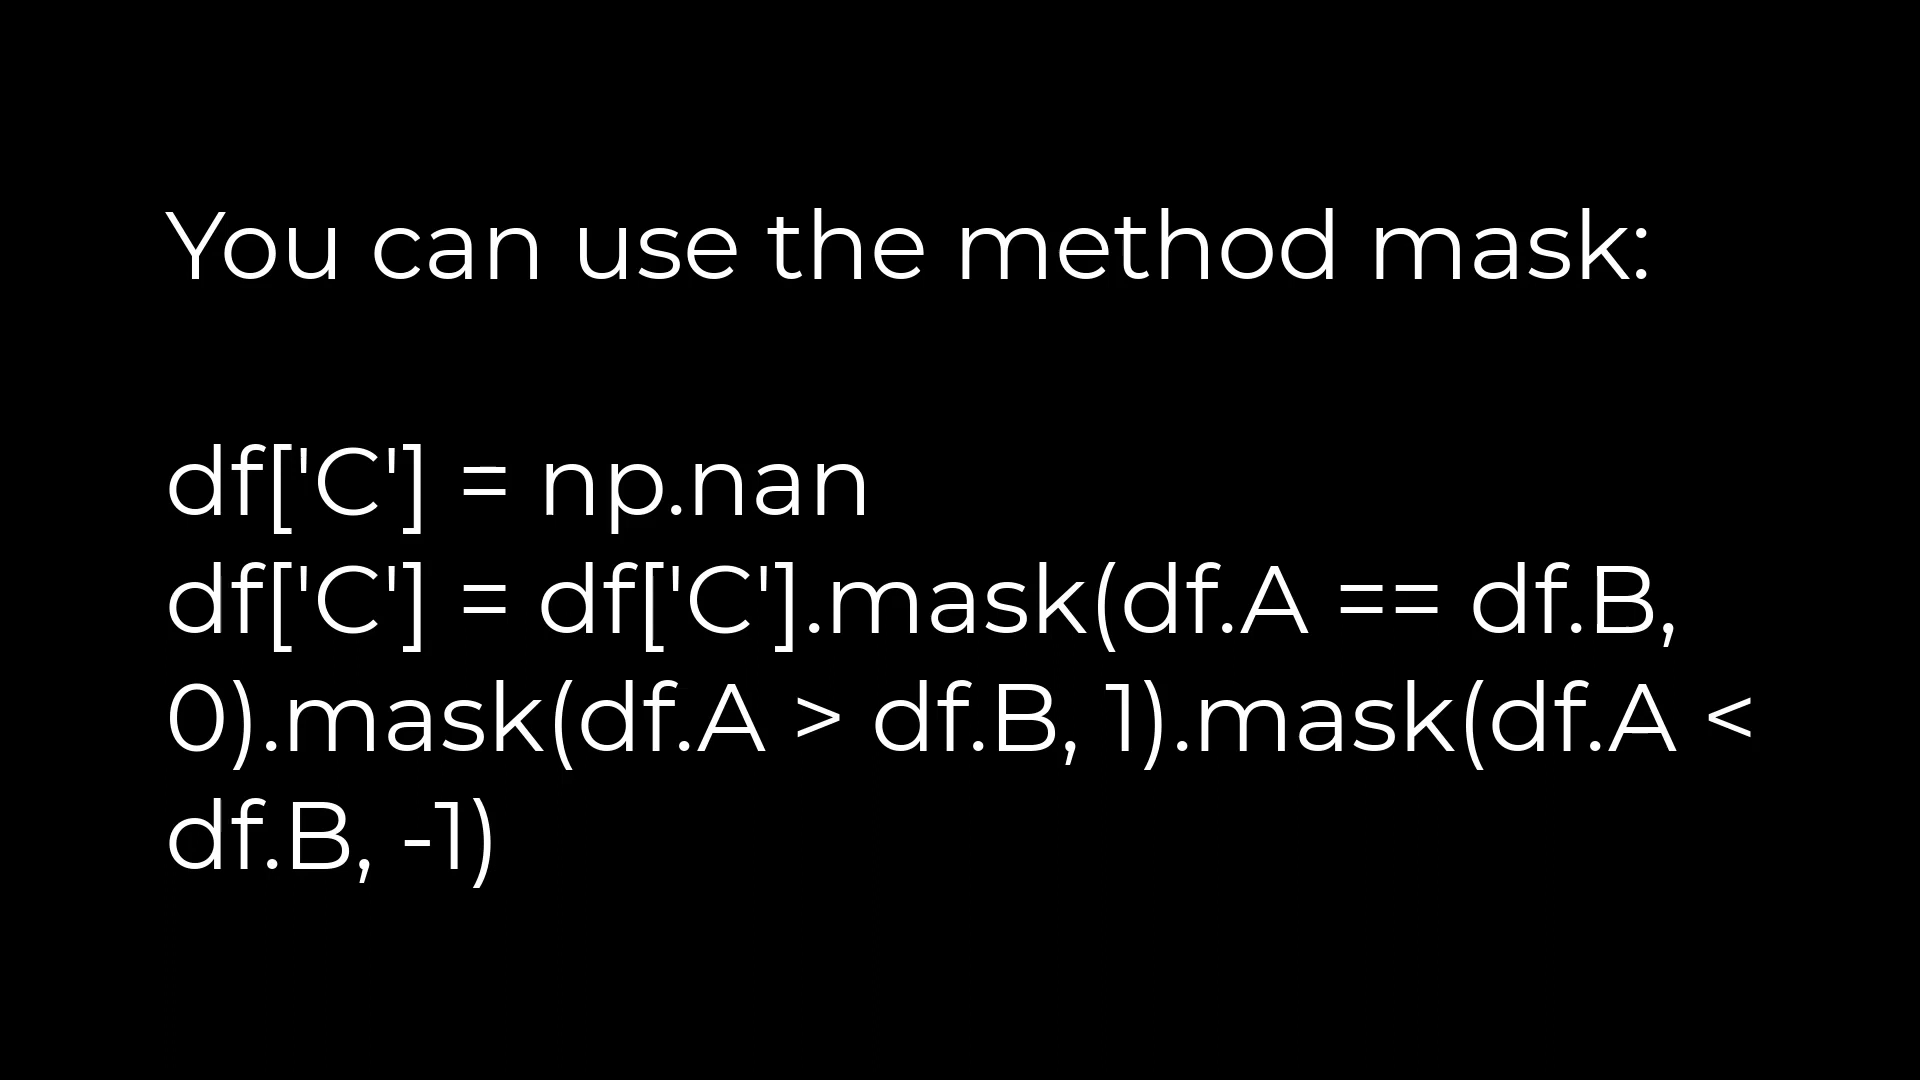 You can use the method mask:
df['C'] = np.nan
df['C'] = df['C'].mask(df.A == df.B,
0).mask(df.A > df.B, 1).mask(df.A <
df.B, -1)